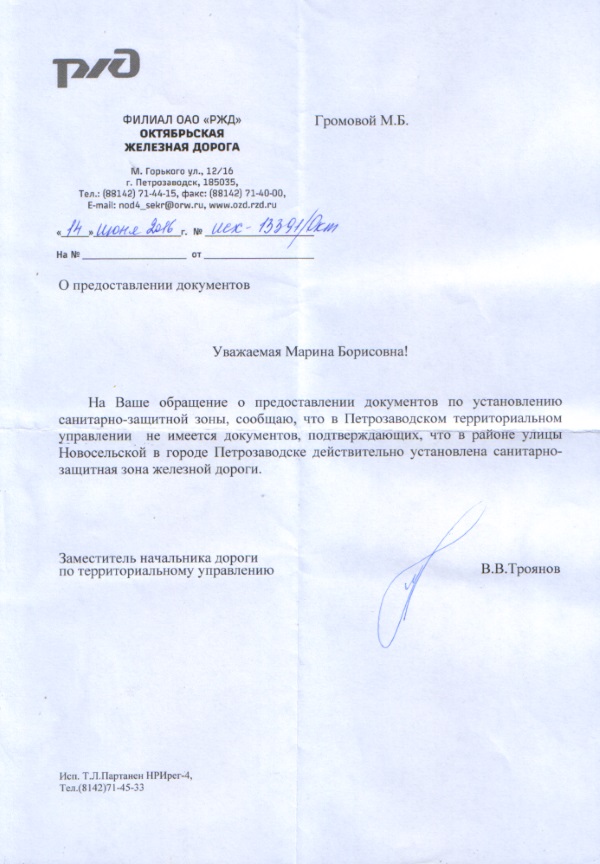 ржд
ФИЛИАЛ ОАО «РЖД»
ОКТЯБРЬСКАЯ
ЖЕЛЕЗНАЯ ДОРОГА
М. Горького ул., 12/16
г. Петрозаводск, 185035,
Тел.: (88142) 71-44-15, факс: (88142) 71-40-00,
E-mail: nod4_sekr@orw.ru, www.ozd.rzd.ru
«14» июня 2016 г. № исх-13391/Окт
На № от
Громовой М.Б.
О предоставлении документов
Уважаемая Марина Борисовна!
На Ваше обращение о предоставлении документов по установлению
санитарно-защитной зоны, сообщаю, что в Петрозаводском территориальном
управлении не имеется документов, подтверждающих, что в районе улицы
Новосельской в городе Петрозаводске действительно установлена санитарно-
защитная зона железной дороги.
Заместитель начальника дороги
по территориальному управлению
В.В.Троянов
Исп. Т.Л.Партанен НРИрег-4,
Тел.(8142)71-45-33